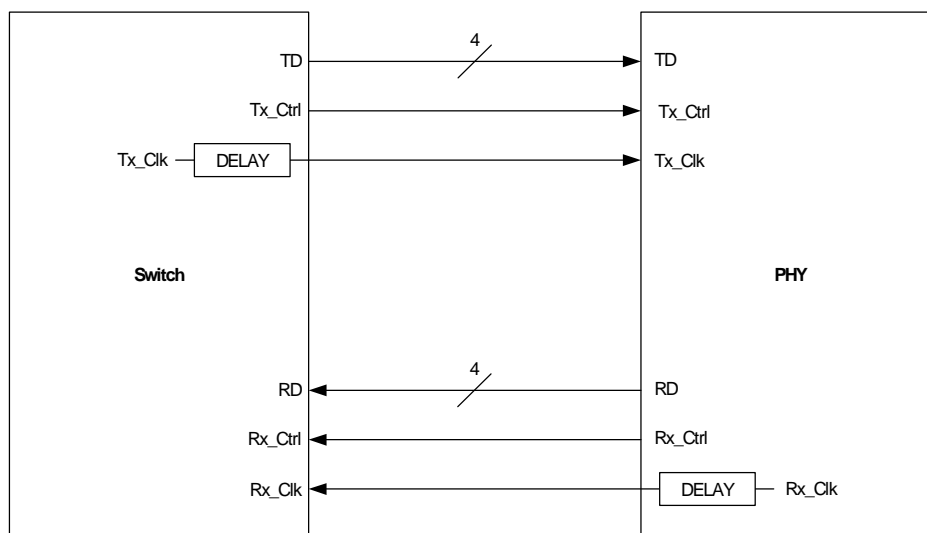 4
TD TD
Tx_Ctrl Tx_Ctrl
Tx_Clk DELAY Tx_Clk
Switch PHY
4
RD RD
Rx_Ctrl Rx_Ctrl
Rx_Clk DELAY Rx_Clk